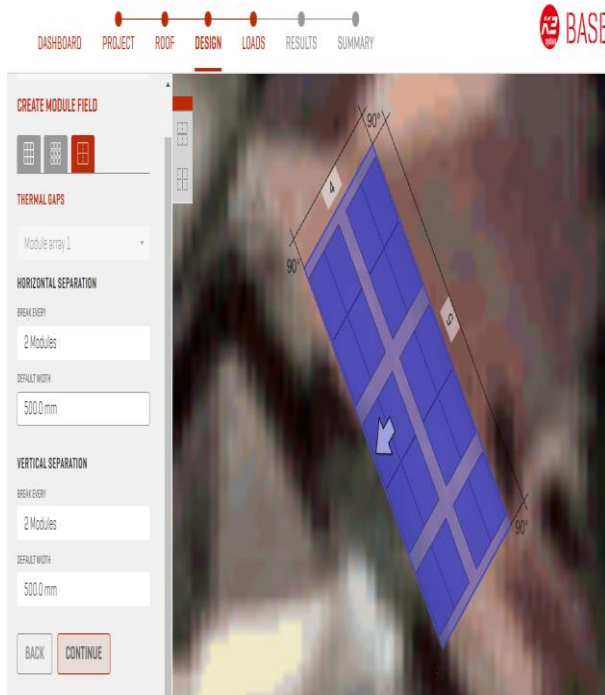 DASHBOARD PROJECT ROOF DESIGN LOADS RESULTS SUMMARY
K2 BASE
CREATE MODULE FIELD
THERMAL GAPS
Module array 1
HORIZONTAL SEPARATION
BREAK EVERY
2 Modules
DEFAULT WIDTH
500.0 mm
VERTICAL SEPARATION
BREAK EVERY
2 Modules
DEFAULT WIDTH
500.0 mm
BACK CONTINUE
90°
4
90°
9
90°